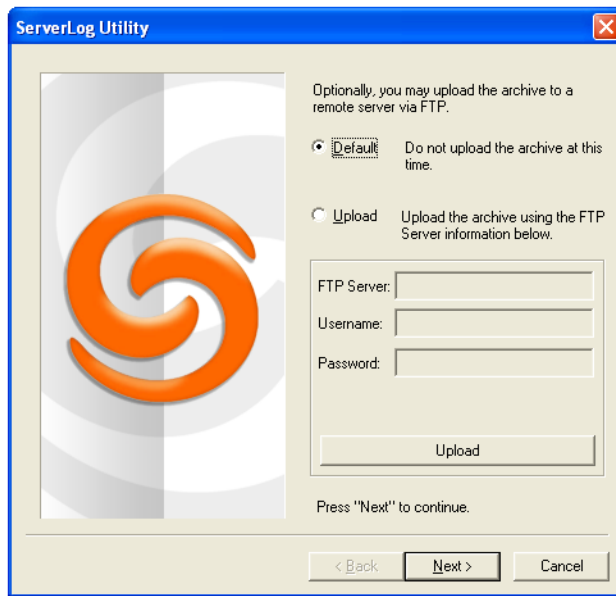 ServerLog Utility
Optionally, you may upload the archive to a
remote server via FTP.
Default
Do not upload the archive at this
time.
Upload
Upload the archive using the FTP
Server information below.
FTP Server:
Username:
Password:
Upload
Press "Next" to continue.
< Back
Next >
Cancel